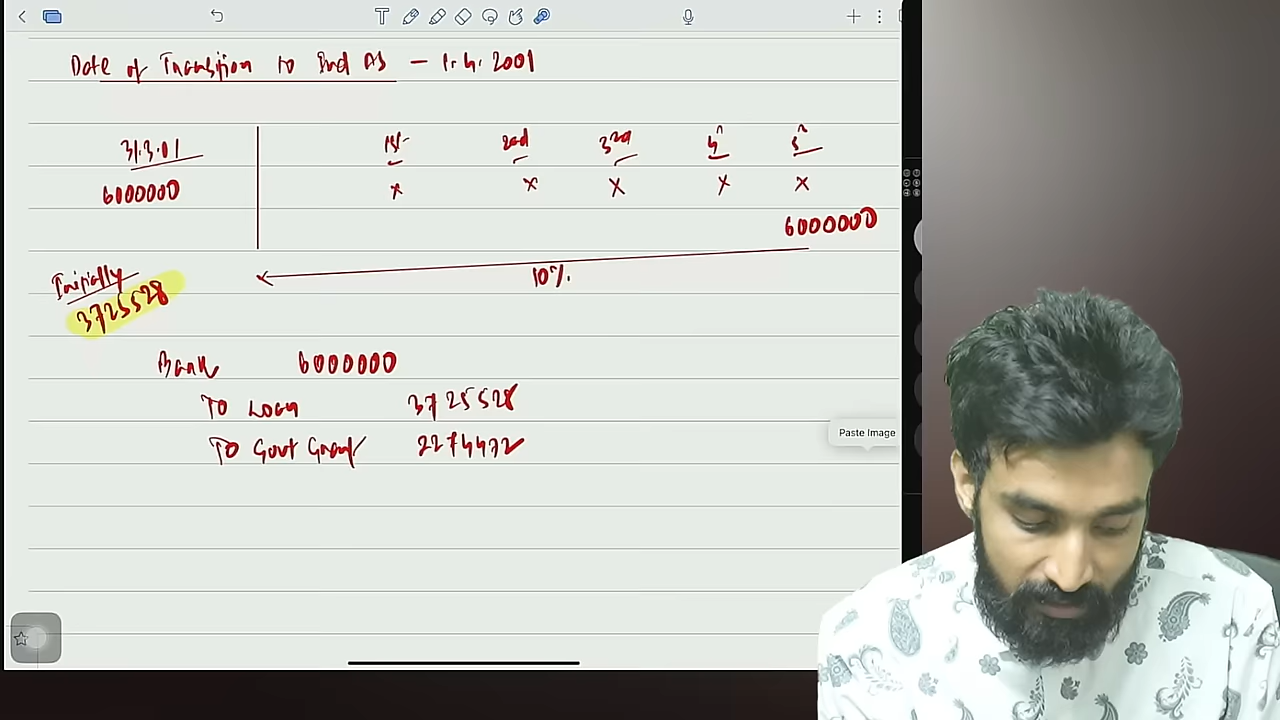 Date of Transition to Ind AS – 1.4.2001
31.3.01 1st 2nd 3rd 4th 5th
6000000 x x x x x
6000000
Initially 10%
3725528
Bank 6000000
To Loan 3725528
To Govt Grant 2274472
Paste Image